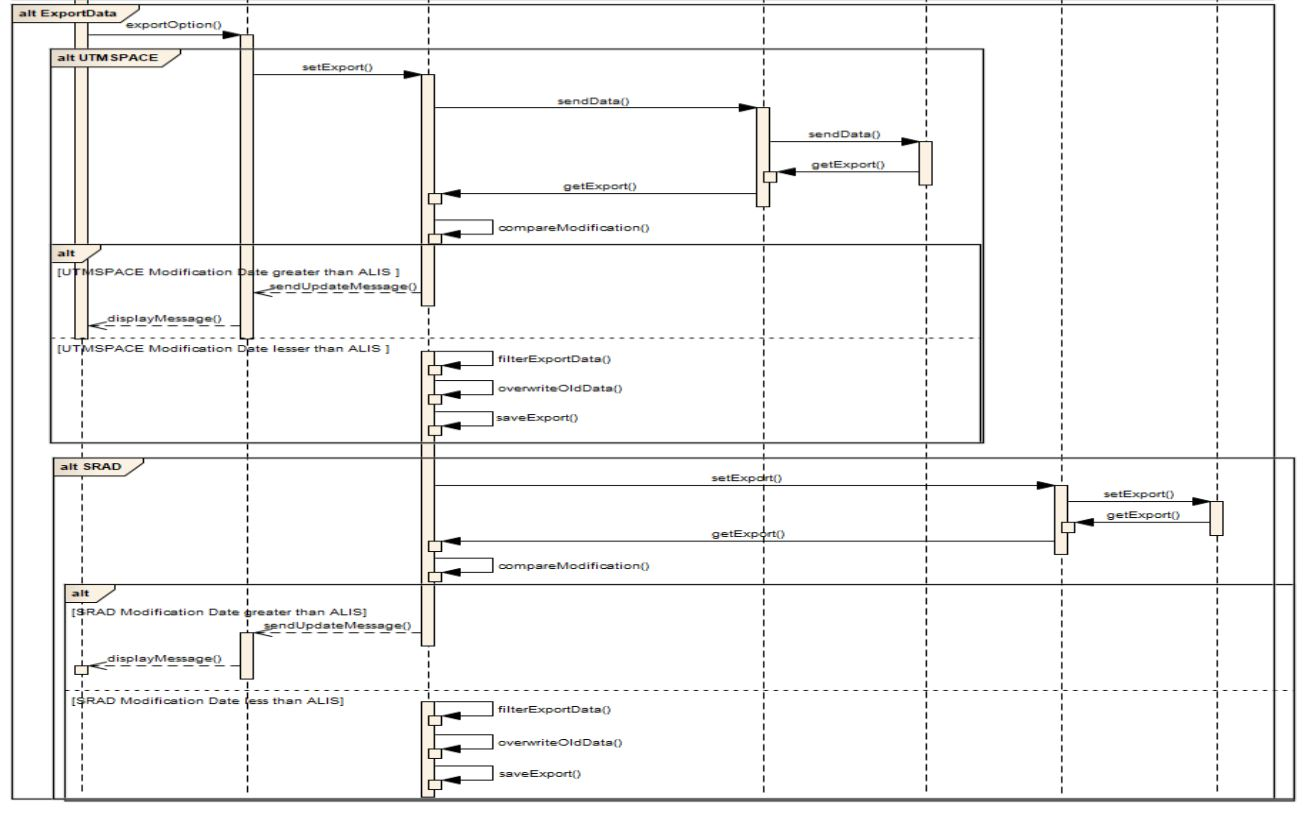 alt ExportData
exportOption()
alt UTMSPACE
setExport()
sendData()
sendData()
getExport()
getExport()
compareModification()
alt
[UTMSPACE Modification Date greater than ALIS ]
sendUpdateMessage()
displayMessage()
[UTMSPACE Modification Date lesser than ALIS ]
filterExportData()
overwriteOldData()
saveExport()
alt SRAD
setExport()
setExport()
getExport()
getExport()
compareModification()
alt
[SRAD Modification Date greater than ALIS]
sendUpdateMessage()
displayMessage()
[SRAD Modification Date less than ALIS]
filterExportData()
overwriteOldData()
saveExport()